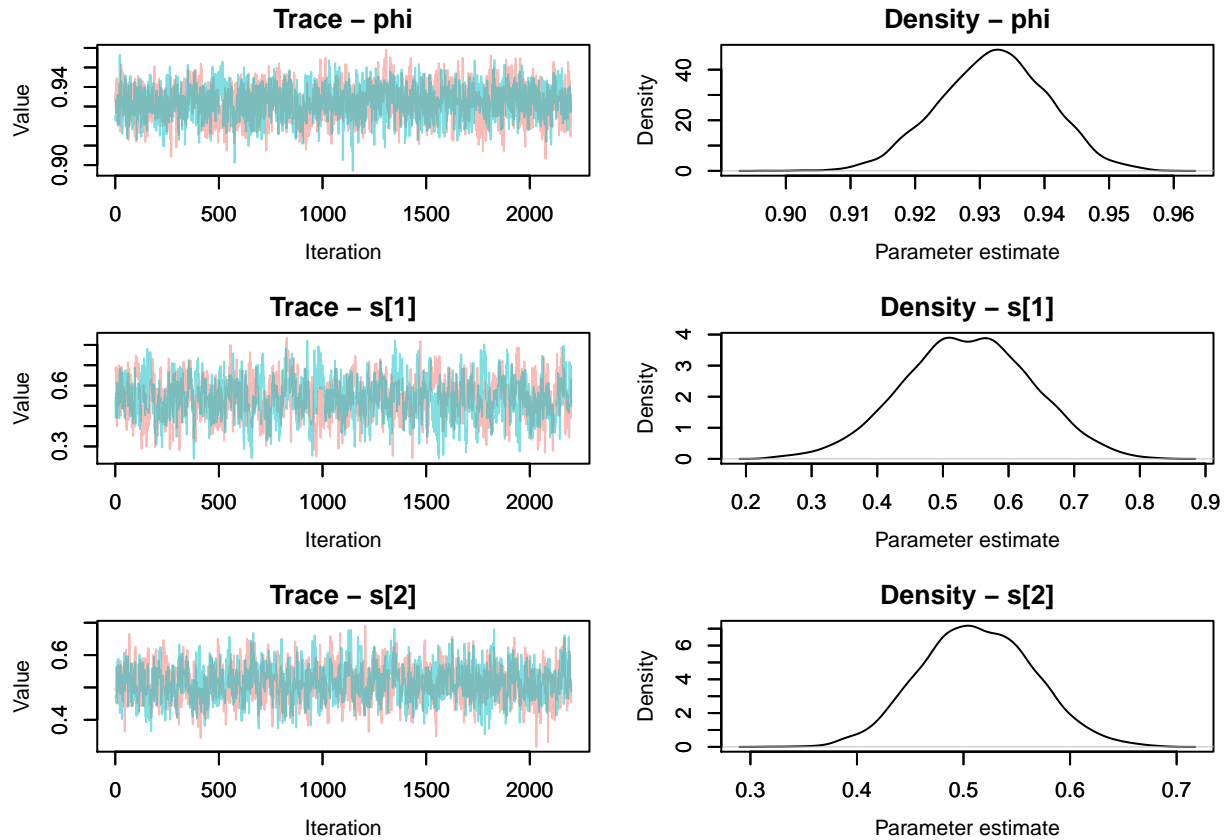 Trace – phi
Value
0.90 0.94
0 500 1000 1500 2000
Iteration
Density – phi
Density
0 20 40
0.90 0.91 0.92 0.93 0.94 0.95 0.96
Parameter estimate
Trace – s[1]
Value
0.3 0.6
0 500 1000 1500 2000
Iteration
Density – s[1]
Density
0 1 2 3 4
0.2 0.3 0.4 0.5 0.6 0.7 0.8 0.9
Parameter estimate
Trace – s[2]
Value
0.4 0.6
0 500 1000 1500 2000
Iteration
Density – s[2]
Density
0 2 4 6
0.3 0.4 0.5 0.6 0.7
Parameter estimate